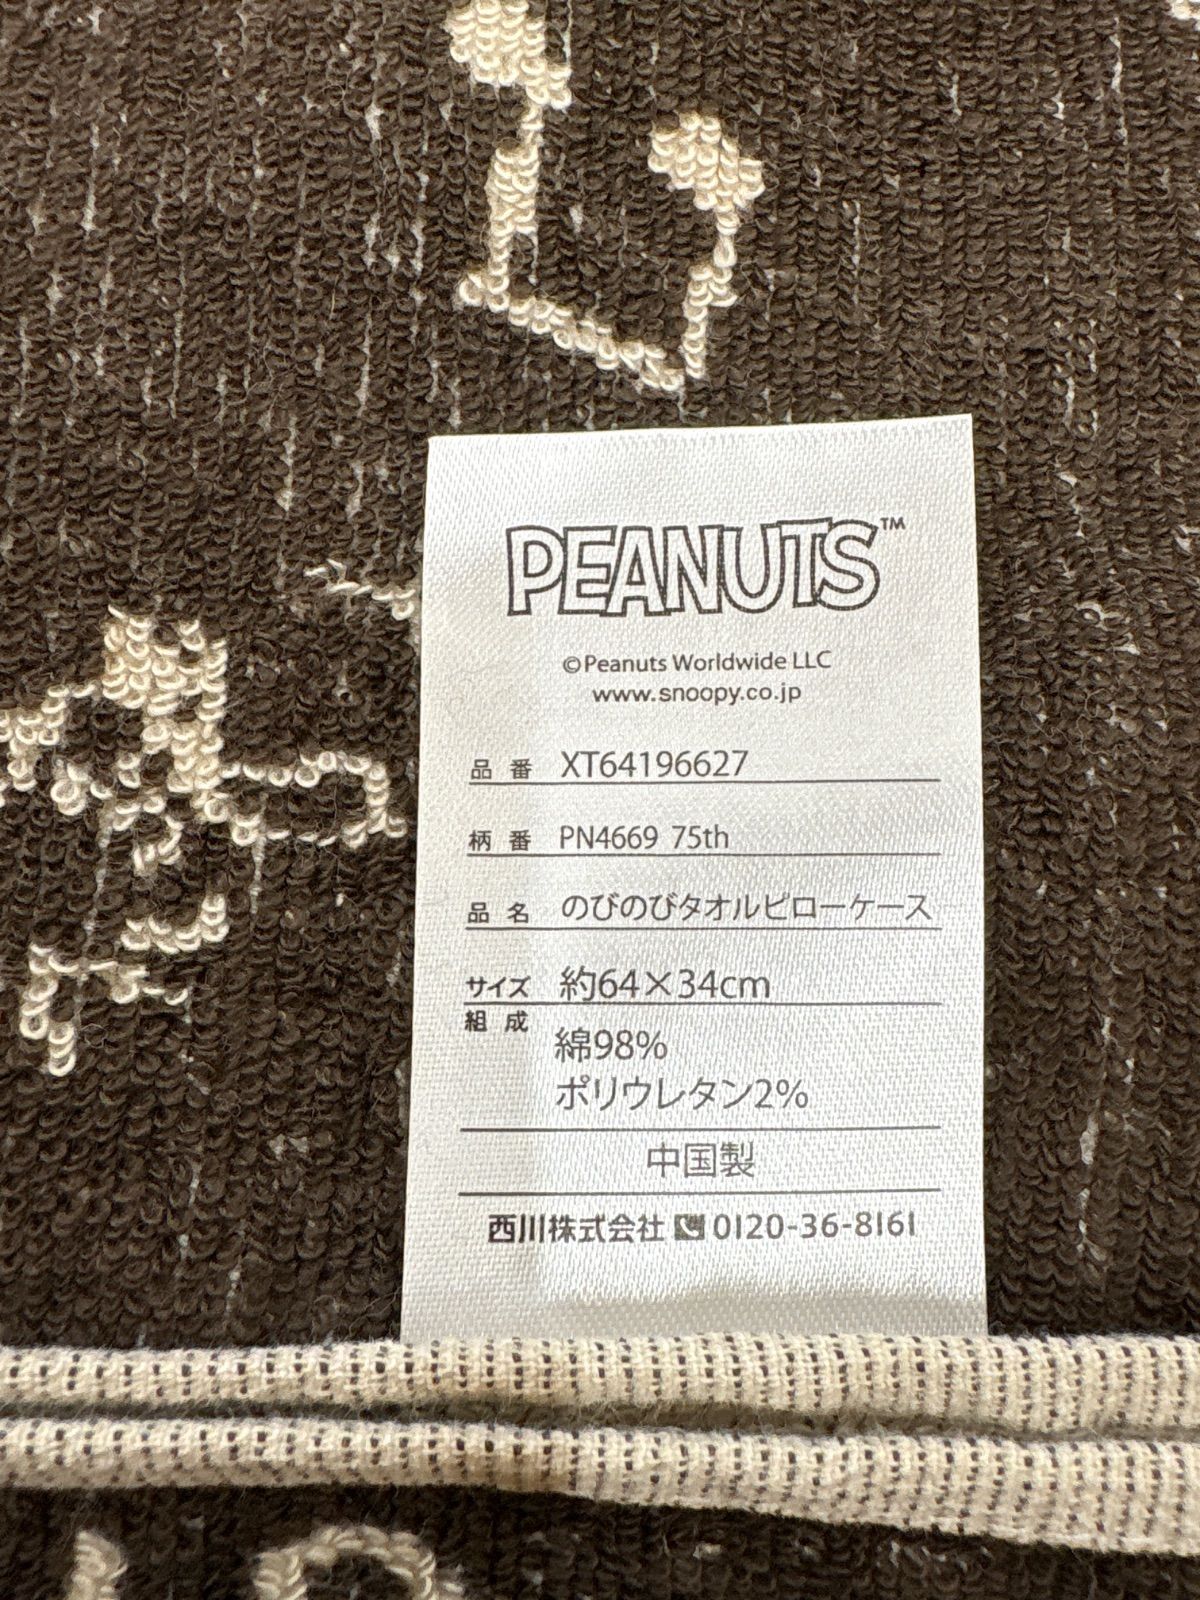 PEANUTS™
©Peanuts Worldwide LLC
www.snoopy.co.jp
品番 XT64196627
柄番 PN4669 75th
品名 のびのびタオルピローケース
サイズ 約64×34cm
組成 綿98%
ポリウレタン2%
中国製
西川株式会社 0120-36-8161